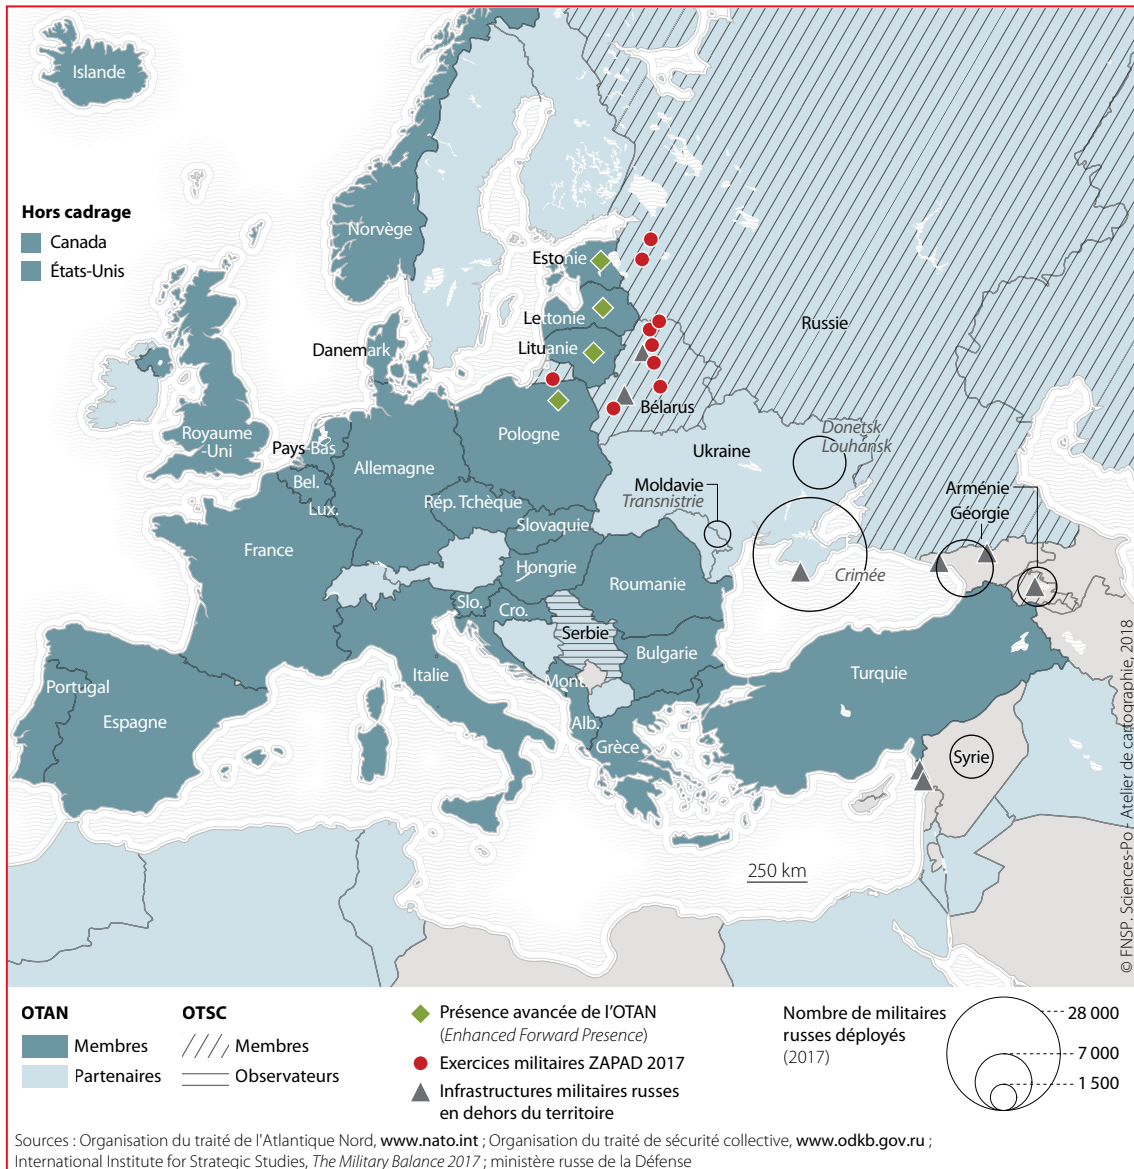 Islande
Hors cadrage
Canada
États-Unis
Norvège
Estonie
Lettonie
Lituanie
Danemark
Russie
Royaume
-Uni
Pays-Bas
Bel.
Lux.
Allemagne
Pologne
Bélarus
Ukraine
Donetsk
Louhansk
Moldavie
Transnistrie
Arménie
Géorgie
Rép. Tchèque
Slovaquie
France
Hongrie
Roumanie
Crimée
Slo.
Cro.
Serbie
Bulgarie
Italie
Mont.
Turquie
Portugal
Espagne
Alb.
Grèce
Syrie
250 km
© FNSP. Sciences-Po - Atelier de cartographie, 2018
OTAN
Membres
Partenaires
OTSC
Membres
Observateurs
Présence avancée de l'OTAN
(Enhanced Forward Presence)
Exercices militaires ZAPAD 2017
Infrastructures militaires russes
en dehors du territoire
Nombre de militaires
russes déployés
(2017)
28 000
7 000
1 500
Sources : Organisation du traité de l'Atlantique Nord, www.nato.int ; Organisation du traité de sécurité collective, www.odkb.gov.ru ;
International Institute for Strategic Studies, The Military Balance 2017 ; ministère russe de la Défense